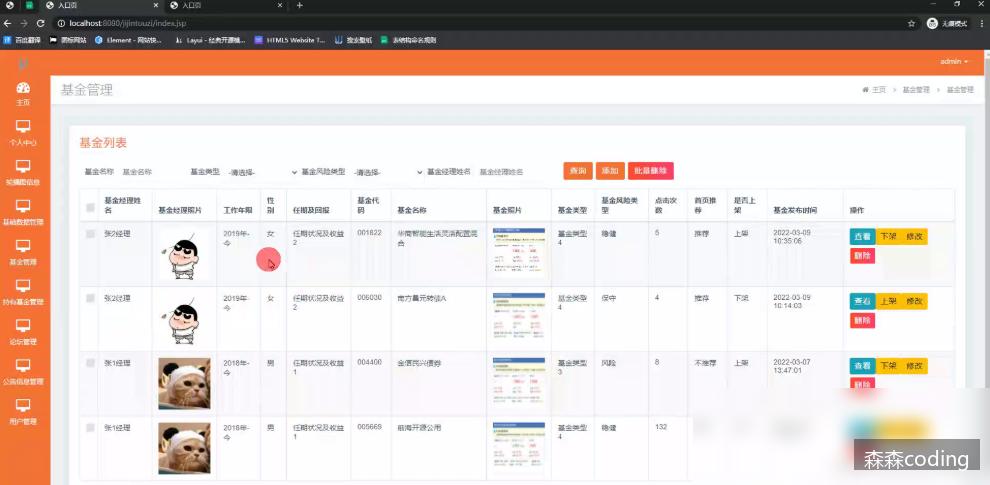 入口页
入口页
localhost:8080/jijintouzi/index.jsp
无痕模式
百度翻译 图标网站 Element - 网站快... Layui - 经典开源模... HTML5 Website T... 搜索壁纸 表结构命名规则
admin
基金管理
主页 > 基金管理 > 基金管理
主页
个人中心
轮播图信息
基础数据管理
基金管理
持有基金管理
论坛管理
公告信息管理
用户管理
基金列表
基金名称 基金名称 基金类型 -请选择- 基金风险类型 -请选择- 基金经理姓名 基金经理姓名 查询 添加 批量删除
基金经理姓名 基金经理照片 工作年限 性别 任期及回报 基金代码 基金名称 基金照片 基金类型 基金风险类型 点击次数 首页推荐 是否上架 基金发布时间 操作
张2经理 2019年-今 女 任期状况及收益2 001822 华商智能生活灵活配置混合 基金类型4 稳健 5 推荐 上架 2022-03-09 10:35:06 查看 下架 修改 删除
张2经理 2019年-今 女 任期状况及收益2 006030 南方昌元转债A 基金类型4 保守 4 推荐 下架 2022-03-09 10:14:03 查看 上架 修改 删除
张1经理 2018年-今 男 任期状况及收益1 004400 金信民兴债券 基金类型3 风险 8 不推荐 上架 2022-03-07 13:47:01 查看 下架 修改 删除
张1经理 2018年-今 男 任期状况及收益1 005669 前海开源公用 基金类型4 稳健 132
森森coding